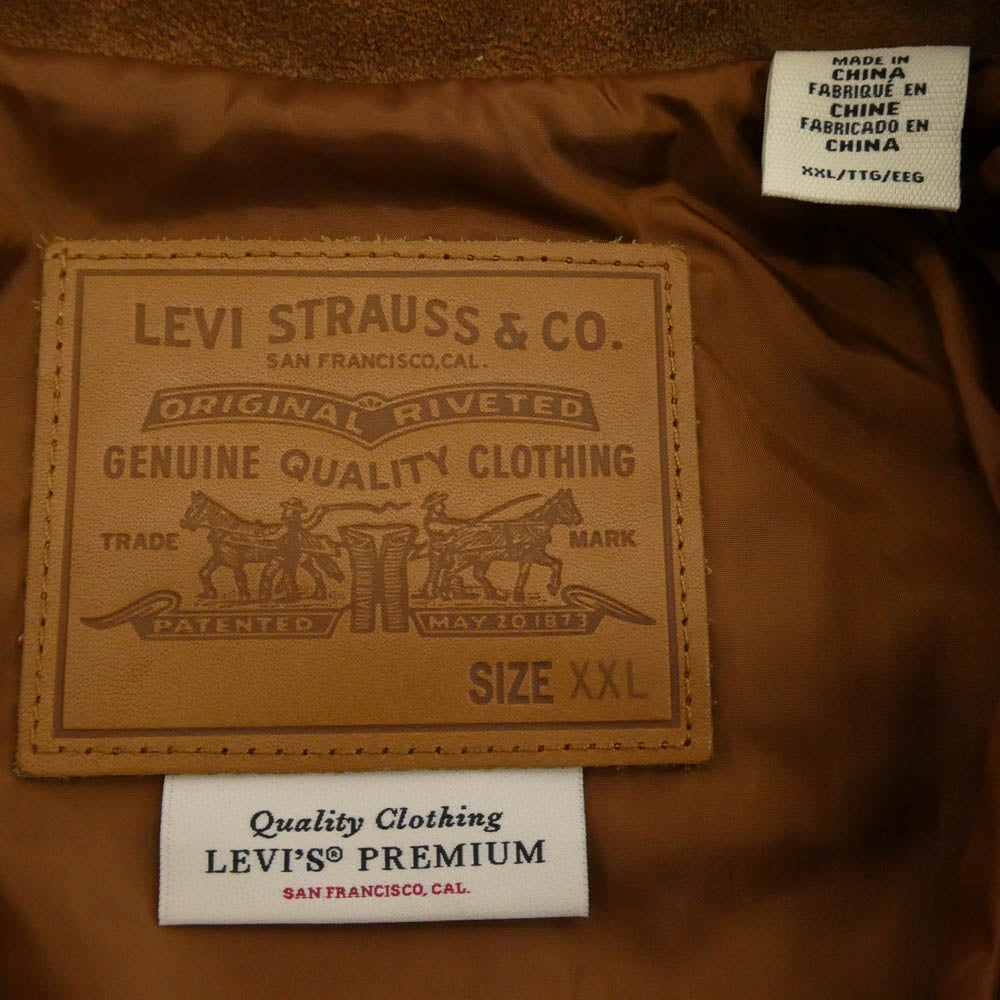 MADE IN
CHINA
FABRIQUÉ EN
CHINE
FABRICADO EN
CHINA
XXL/TTG/EEG
LEVI STRAUSS & CO.
SAN FRANCISCO, CAL.
ORIGINAL RIVETED
GENUINE QUALITY CLOTHING
TRADE MARK
PATENTED MAY 20 1873
SIZE XXL
Quality Clothing
LEVI'S® PREMIUM
SAN FRANCISCO, CAL.